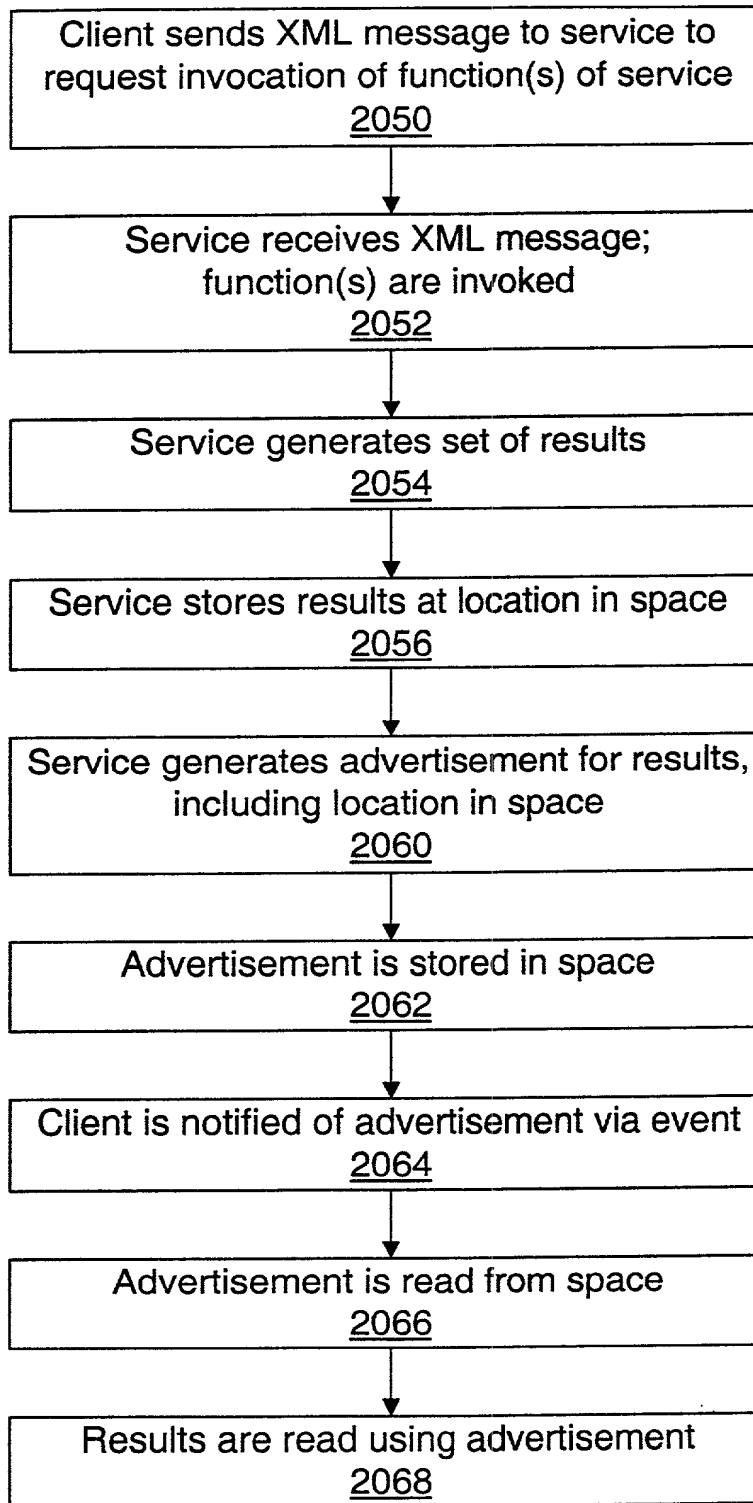 Client sends XML message to service to
request invocation of function(s) of service
2050
Service receives XML message;
function(s) are invoked
2052
Service generates set of results
2054
Service stores results at location in space
2056
Service generates advertisement for results,
including location in space
2060
Advertisement is stored in space
2062
Client is notified of advertisement via event
2064
Advertisement is read from space
2066
Results are read using advertisement
2068